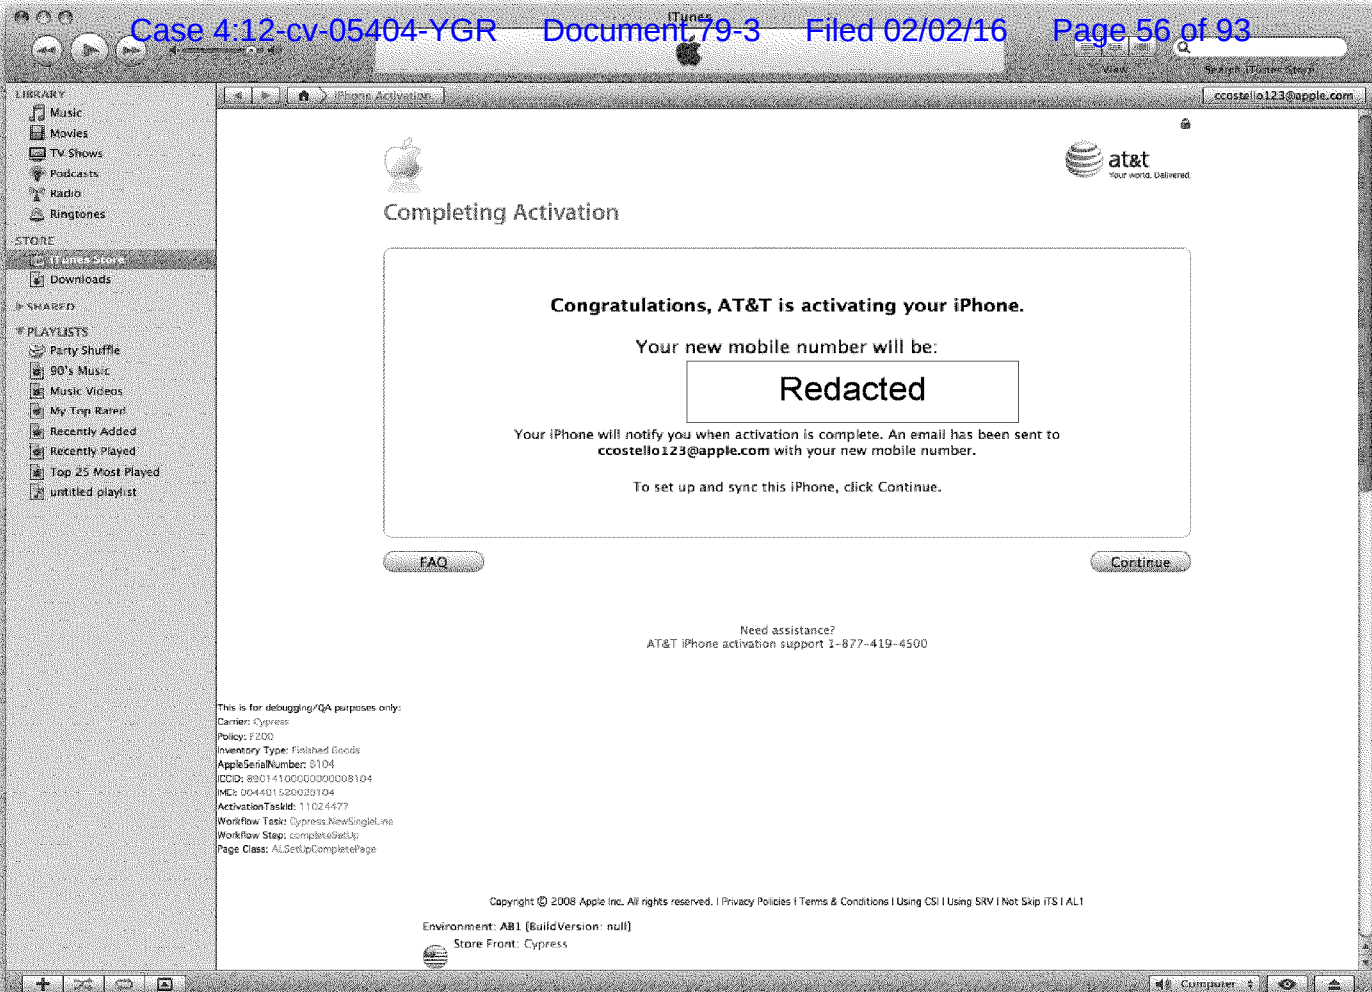 Case 4:12-cv-05404-YGR Document 79-3 Filed 02/02/16 Page 56 of 93
iTunes
View
Search iTunes Store
LIBRARY
Music
Movies
TV Shows
Podcasts
Radio
Ringtones
STORE
iTunes Store
Downloads
SHARED
PLAYLISTS
Party Shuffle
90's Music
Music Videos
My Top Rated
Recently Added
Recently Played
Top 25 Most Played
untitled playlist
iPhone Activation
ccostello123@apple.com
at&t
Your world. Delivered.
Completing Activation
Congratulations, AT&T is activating your iPhone.
Your new mobile number will be:
Redacted
Your iPhone will notify you when activation is complete. An email has been sent to
ccostello123@apple.com with your new mobile number.
To set up and sync this iPhone, click Continue.
FAQ
Continue
Need assistance?
AT&T iPhone activation support 1-877-419-4500
This is for debugging/QA purposes only:
Carrier: Cypress
Policy: F200
Inventory Type: Finished Goods
AppleSerialNumber: 8104
ICCID:
IMEI:
ActivationTaskId: 11024477
Workflow Task: Cypress.NewSingleLine
Workflow Step: completeSetUp
Page Class: ALSetUpCompletePage
Copyright © 2008 Apple Inc. All rights reserved. | Privacy Policies | Terms & Conditions | Using CSI | Using SRV | Not Skip iTS | AL1
Environment: AB1 [BuildVersion: null]
Store Front: Cypress
Computer